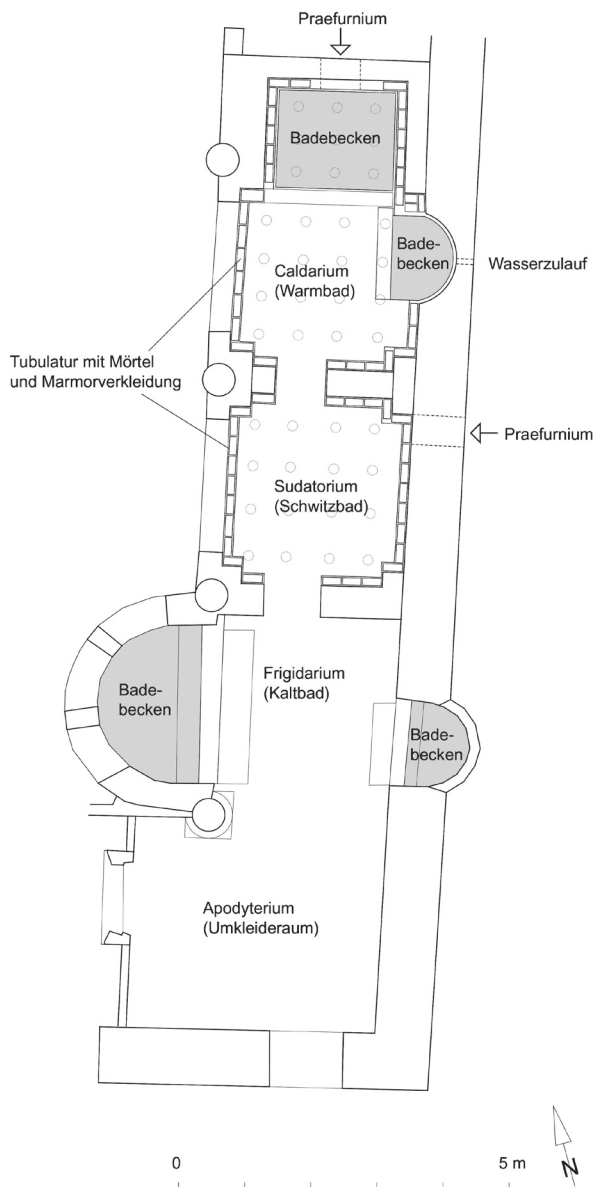 Praefurnium
Badebecken
Bade-
becken
Wasserzulauf
Caldarium
(Warmbad)
Tubulatur mit Mörtel
und Marmorverkleidung
Praefurnium
Sudatorium
(Schwitzbad)
Frigidarium
(Kaltbad)
Bade-
becken
Bade-
becken
Apodyterium
(Umkleideraum)
N
0
5 m